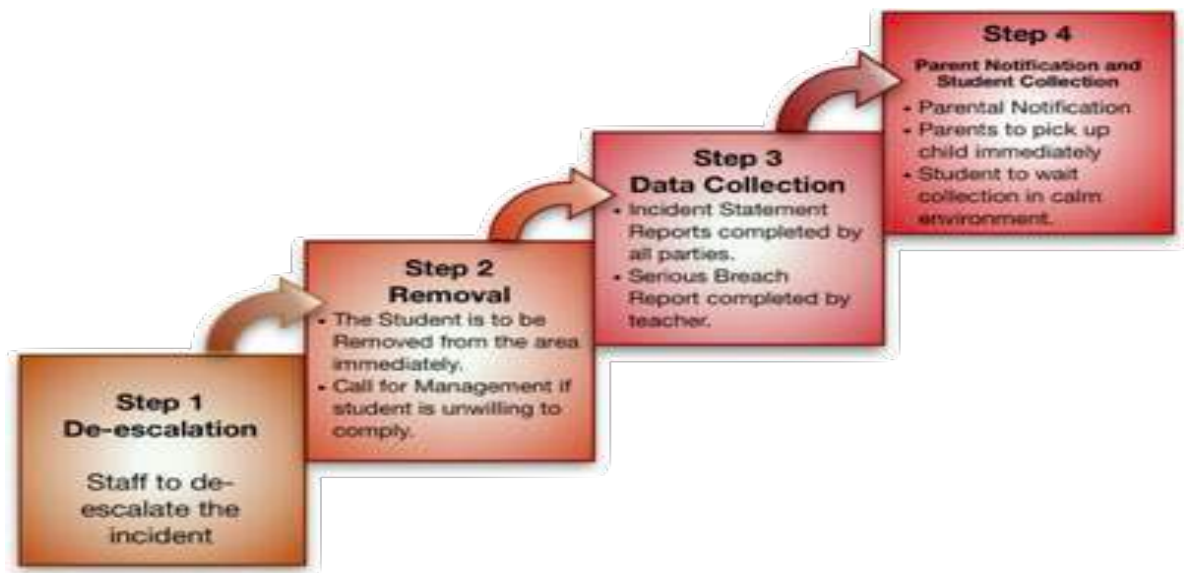 Step 1
De-escalation
Staff to de-
escalate the
incident
Step 2
Removal
• The Student is to be
Removed from the area
immediately.
• Call for Management if
student is unwilling to
comply.
Step 3
Data Collection
• Incident Statement
Reports completed by
all parties.
• Serious Breach
Report completed by
teacher.
Step 4
Parent Notification and
Student Collection
• Parental Notification
• Parents to pick up
child immediately
• Student to wait
collection in calm
environment.